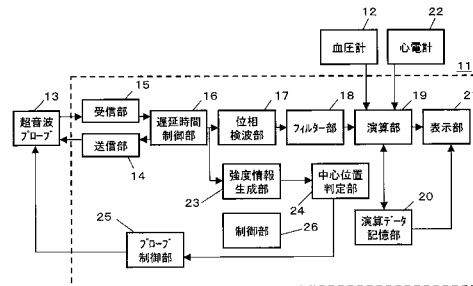 12
22
血圧計
心電計
11
13
15
16
17
18
19
21
超音波
プローブ
受信部
送信部
14
遅延時間
制御部
位相
検波部
フィルター部
演算部
表示部
強度情報
生成部
23
中心位置
判定部
24
20
演算データ
記憶部
25
プローブ
制御部
制御部
26